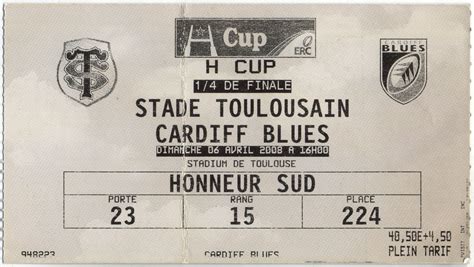 Cup
ERC
CARDIFF
BLUES
H CUP
1/4 DE FINALE
STADE TOULOUSAIN
CARDIFF BLUES
DIMANCHE 06 AVRIL 2008 A 16H00
STADIUM DE TOULOUSE
HONNEUR SUD
PORTE RANG PLACE
23 15 224
40,50E+4,50
PLEIN TARIF
948223 CARDIFF BLUES